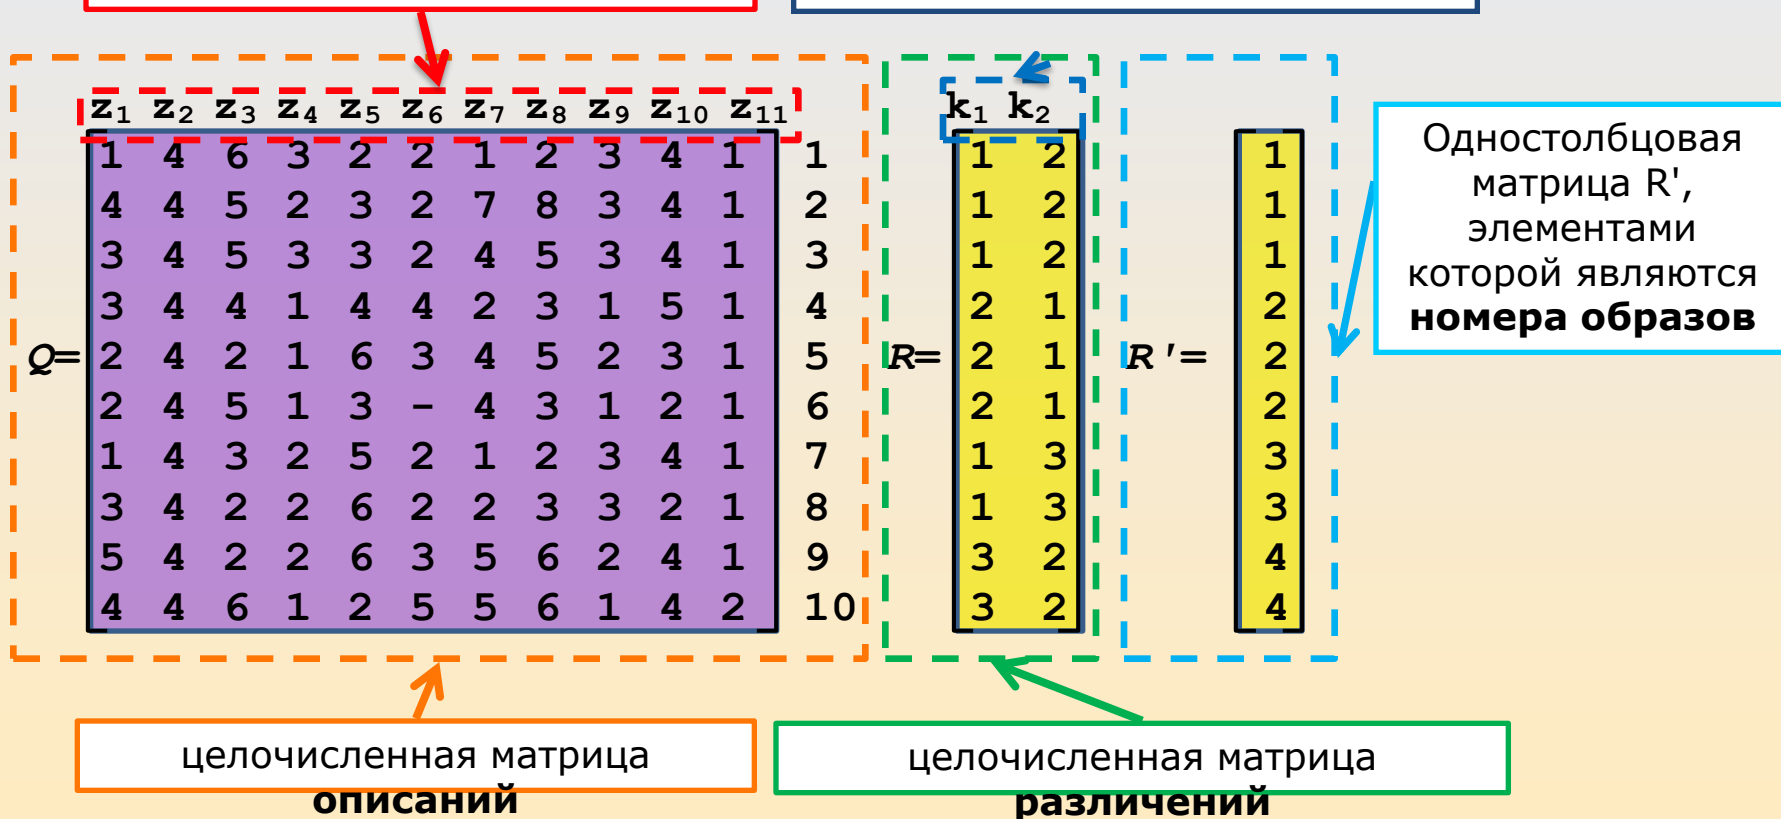 z₁ z₂ z₃ z₄ z₅ z₆ z₇ z₈ z₉ z₁₀ z₁₁ k₁ k₂
1 4 6 3 2 2 1 2 3 4 1 1 1 2 1
4 4 5 2 3 2 7 8 3 4 1 2 1 2 1
3 4 5 3 3 2 4 5 3 4 1 3 1 2 1
3 4 4 1 4 4 2 3 1 5 1 4 2 1 2
Q= 2 4 2 1 6 3 4 5 2 3 1 5 R= 2 1 R'= 2
2 4 5 1 3 – 4 3 1 2 1 6 2 1 2
1 4 3 2 5 2 1 2 3 4 1 7 1 3 3
3 4 2 2 6 2 2 3 3 2 1 8 1 3 3
5 4 2 2 6 3 5 6 2 4 1 9 3 2 4
4 4 6 1 2 5 5 6 1 4 2 10 3 2 4
Одностолбцовая
матрица R',
элементами
которой являются
номера образов
целочисленная матрица
описаний
целочисленная матрица
различений